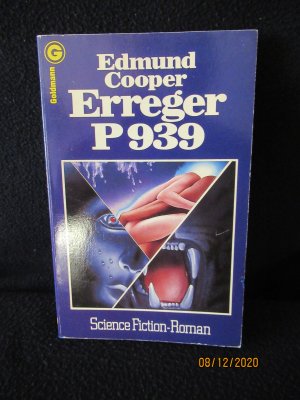 Goldmann
Edmund
Cooper
Erreger
P 939
Science Fiction-Roman
08/12/2020